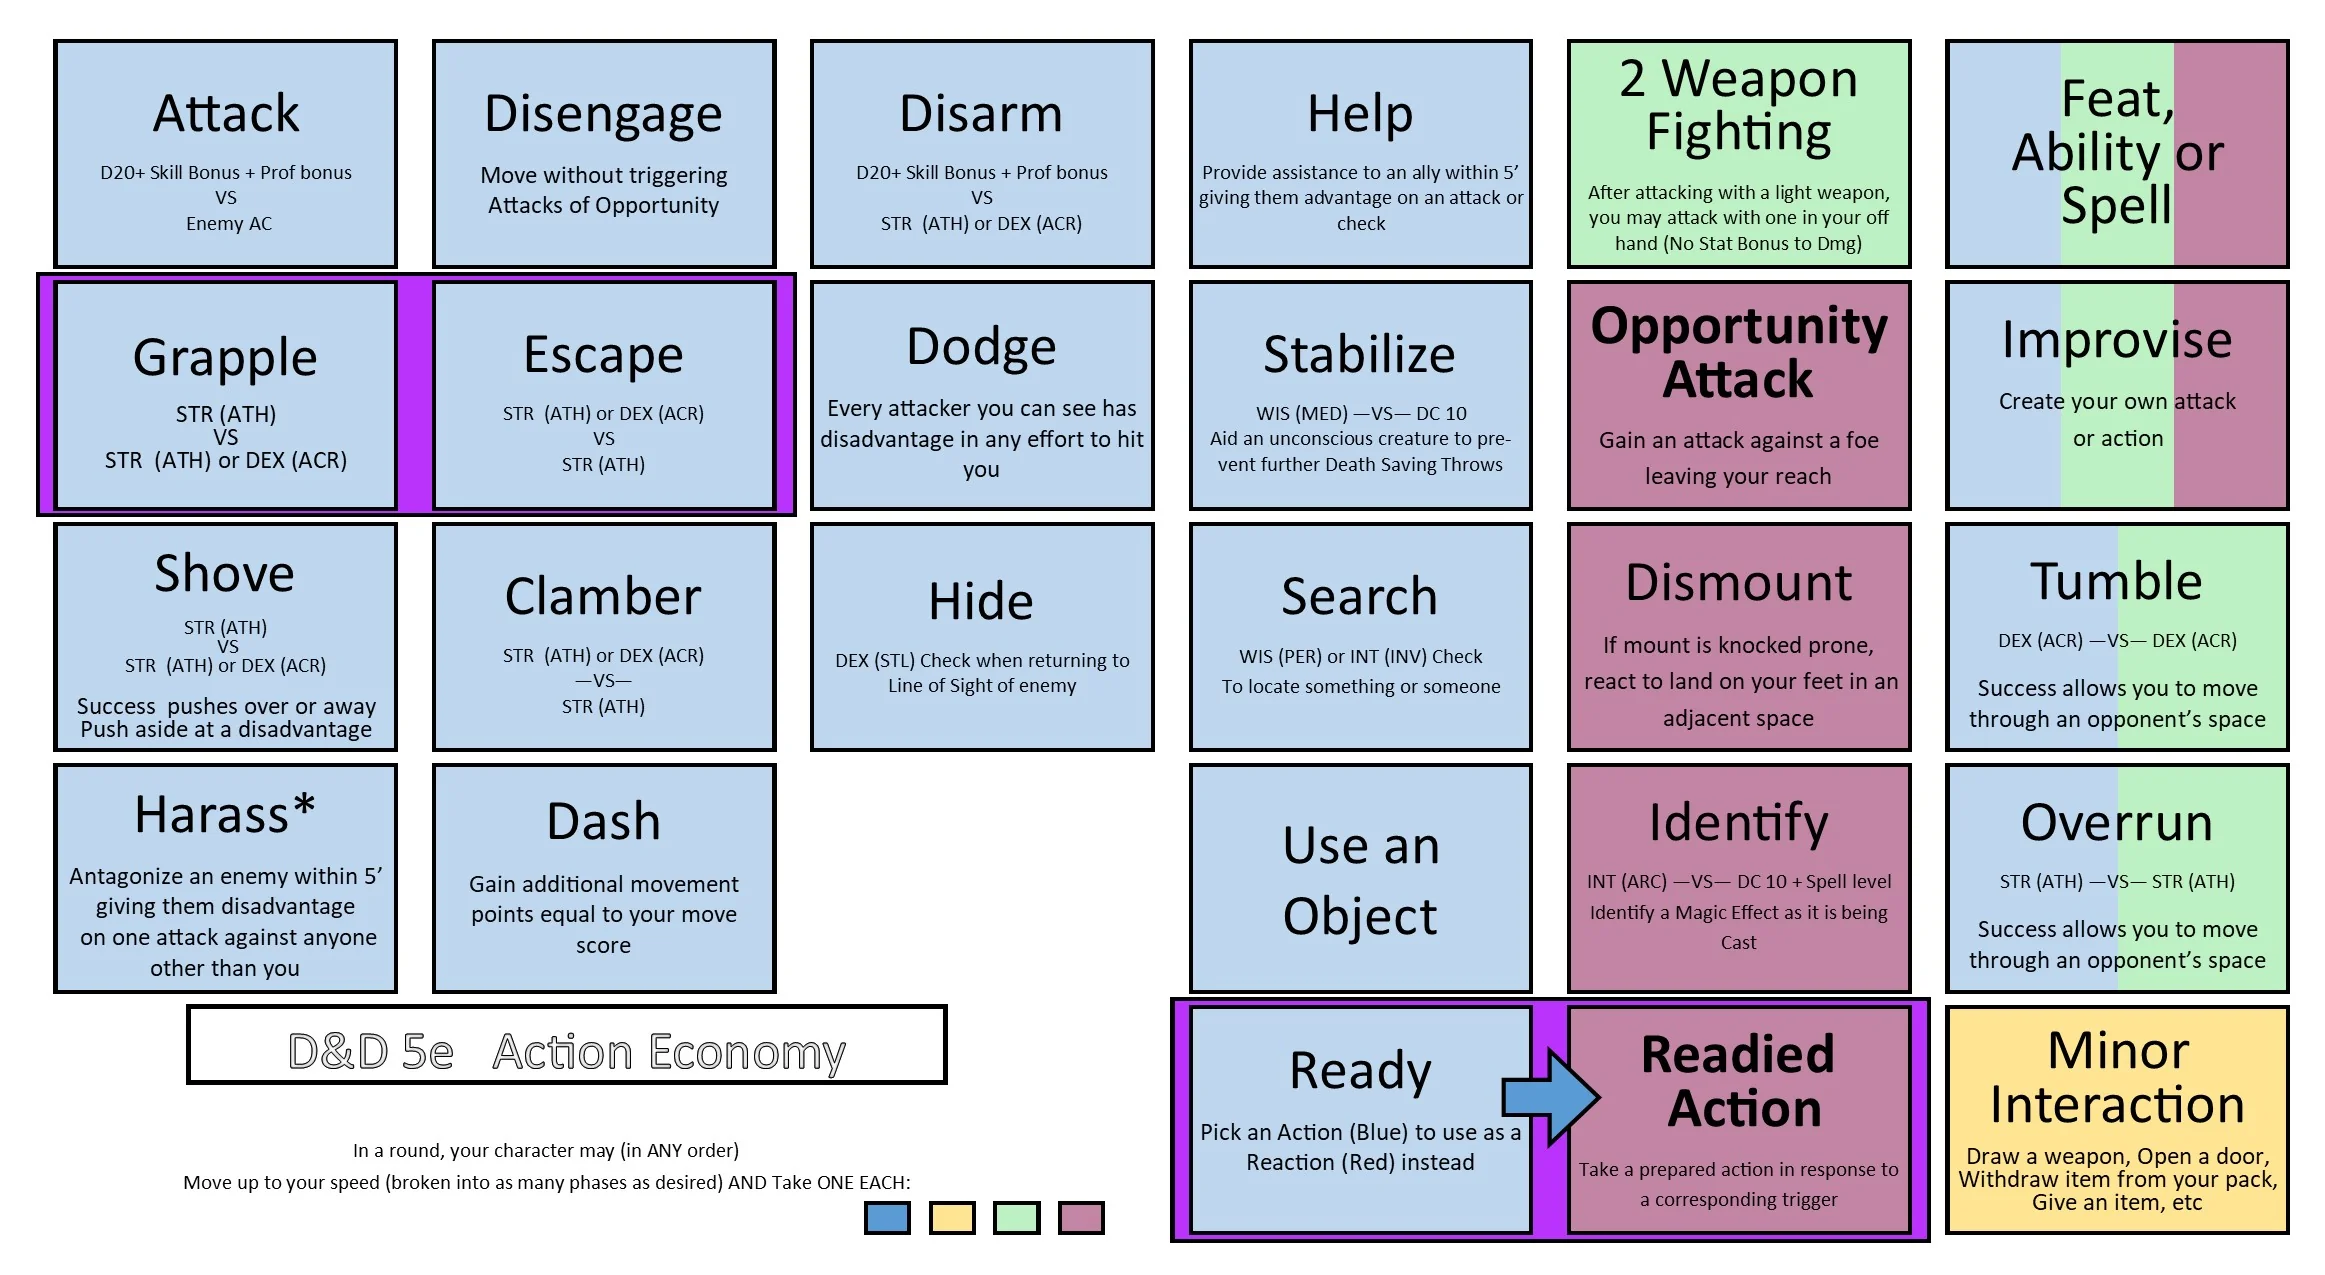 Attack
D20+ Skill Bonus + Prof bonus
VS
Enemy AC
Disengage
Move without triggering
Attacks of Opportunity
Disarm
D20+ Skill Bonus + Prof bonus
VS
STR (ATH) or DEX (ACR)
Help
Provide assistance to an ally within 5’
giving them advantage on an attack or
check
2 Weapon
Fighting
After attacking with a light weapon,
you may attack with one in your off
hand (No Stat Bonus to Dmg)
Feat,
Ability or
Spell
Grapple
STR (ATH)
VS
STR (ATH) or DEX (ACR)
Escape
STR (ATH) or DEX (ACR)
VS
STR (ATH)
Dodge
Every attacker you can see has
disadvantage in any effort to hit
you
Stabilize
WIS (MED) —VS— DC 10
Aid an unconscious creature to pre-
vent further Death Saving Throws
Opportunity
Attack
Gain an attack against a foe
leaving your reach
Improvise
Create your own attack
or action
Shove
STR (ATH)
VS
STR (ATH) or DEX (ACR)
Success pushes over or away
Push aside at a disadvantage
Clamber
STR (ATH) or DEX (ACR)
—VS—
STR (ATH)
Hide
DEX (STL) Check when returning to
Line of Sight of enemy
Search
WIS (PER) or INT (INV) Check
To locate something or someone
Dismount
If mount is knocked prone,
react to land on your feet in an
adjacent space
Tumble
DEX (ACR) —VS— DEX (ACR)
Success allows you to move
through an opponent’s space
Harass*
Antagonize an enemy within 5’
giving them disadvantage
on one attack against anyone
other than you
Dash
Gain additional movement
points equal to your move
score
Use an
Object
Identify
INT (ARC) —VS— DC 10 + Spell level
Identify a Magic Effect as it is being
Cast
Overrun
STR (ATH) —VS— STR (ATH)
Success allows you to move
through an opponent’s space
D&D 5e Action Economy
In a round, your character may (in ANY order)
Move up to your speed (broken into as many phases as desired) AND Take ONE EACH:
Ready
Pick an Action (Blue) to use as a
Reaction (Red) instead
Readied
Action
Take a prepared action in response to
a corresponding trigger
Minor
Interaction
Draw a weapon, Open a door,
Withdraw item from your pack,
Give an item, etc